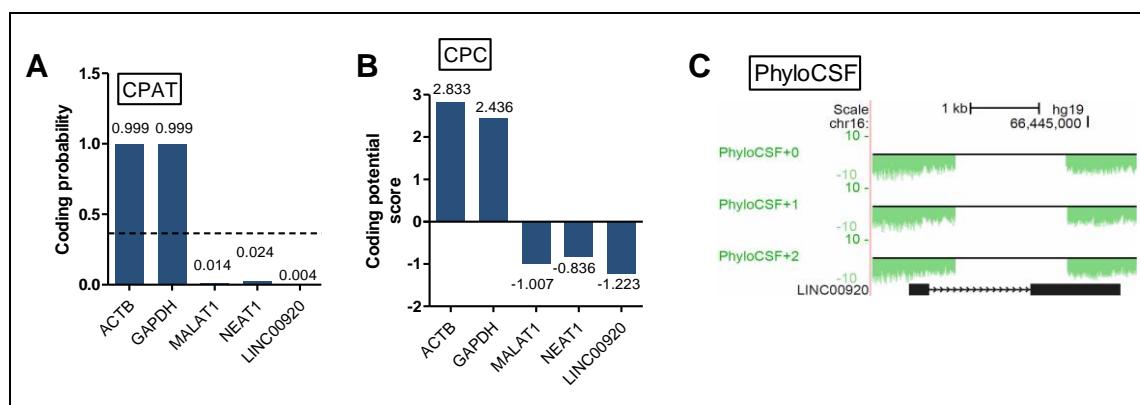 A
CPAT
Coding probability
1.5
1.0
0.5
0.0
0.999
0.999
0.014
0.024
0.004
ACTB
GAPDH
MALAT1
NEAT1
LINC00920
B
CPC
Coding potential
score
3
2
1
0
-1
-2
2.833
2.436
-1.007
-0.836
-1.223
ACTB
GAPDH
MALAT1
NEAT1
LINC00920
C
PhyloCSF
Scale 1 kb hg19
chr16: 66,445,000
10
PhyloCSF+0
-10
10
PhyloCSF+1
-10
10
PhyloCSF+2
-10
LINC00920